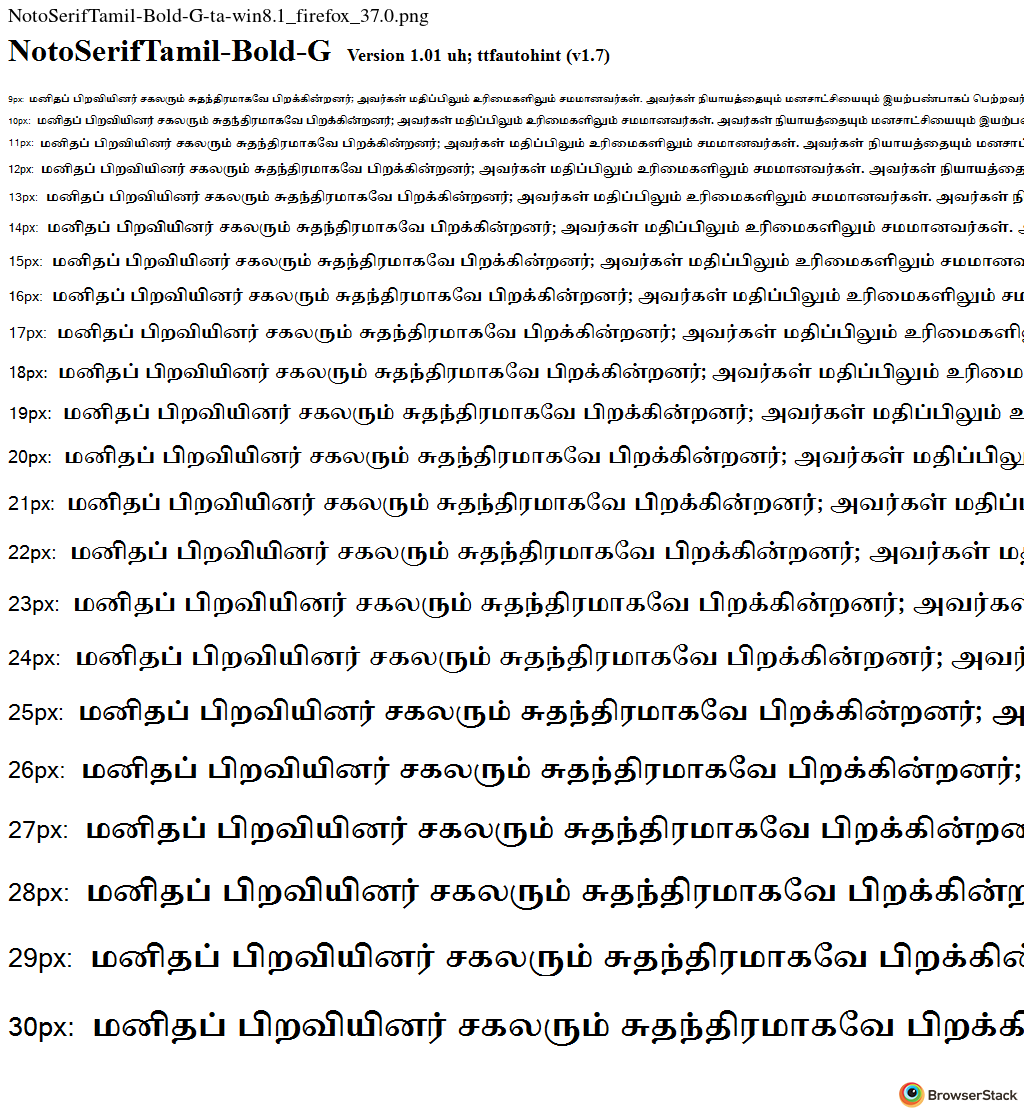 NotoSerifTamil-Bold-G-ta-win8.1_firefox_37.0.png
NotoSerifTamil-Bold-G Version 1.01 uh; ttfautohint (v1.7)
9px: மனிதப் பிறவியினர் சகலரும் சுதந்திரமாகவே பிறக்கின்றனர்; அவர்கள் மதிப்பிலும் உரிமைகளிலும் சமமானவர்கள். அவர்கள் நியாயத்தையும் மனசாட்சியையும் இயற்பண்பாகப் பெற்றவர்
10px: மனிதப் பிறவியினர் சகலரும் சுதந்திரமாகவே பிறக்கின்றனர்; அவர்கள் மதிப்பிலும் உரிமைகளிலும் சமமானவர்கள். அவர்கள் நியாயத்தையும் மனசாட்சியையும்
11px: மனிதப் பிறவியினர் சகலரும் சுதந்திரமாகவே பிறக்கின்றனர்; அவர்கள் மதிப்பிலும் உரிமைகளிலும் சமமானவர்கள். அவர்கள் நியாயத்தையும்
12px: மனிதப் பிறவியினர் சகலரும் சுதந்திரமாகவே பிறக்கின்றனர்; அவர்கள் மதிப்பிலும் உரிமைகளிலும் சமமானவர்கள். அவர்கள்
13px: மனிதப் பிறவியினர் சகலரும் சுதந்திரமாகவே பிறக்கின்றனர்; அவர்கள் மதிப்பிலும் உரிமைகளிலும் சமமானவர்கள். அவர்கள் நி
14px: மனிதப் பிறவியினர் சகலரும் சுதந்திரமாகவே பிறக்கின்றனர்; அவர்கள் மதிப்பிலும் உரிமைகளிலும் சமமானவர்கள்.
15px: மனிதப் பிறவியினர் சகலரும் சுதந்திரமாகவே பிறக்கின்றனர்; அவர்கள் மதிப்பிலும் உரிமைகளிலும் சமமானவ
16px: மனிதப் பிறவியினர் சகலரும் சுதந்திரமாகவே பிறக்கின்றனர்; அவர்கள் மதிப்பிலும் உரிமைகளிலும் சம
17px: மனிதப் பிறவியினர் சகலரும் சுதந்திரமாகவே பிறக்கின்றனர்; அவர்கள் மதிப்பிலும் உரிமைகளி
18px: மனிதப் பிறவியினர் சகலரும் சுதந்திரமாகவே பிறக்கின்றனர்; அவர்கள் மதிப்பிலும் உரிமை
19px: மனிதப் பிறவியினர் சகலரும் சுதந்திரமாகவே பிறக்கின்றனர்; அவர்கள் மதிப்பிலும்
20px: மனிதப் பிறவியினர் சகலரும் சுதந்திரமாகவே பிறக்கின்றனர்; அவர்கள் மதிப்பிலு
21px: மனிதப் பிறவியினர் சகலரும் சுதந்திரமாகவே பிறக்கின்றனர்; அவர்கள் மதிப்
22px: மனிதப் பிறவியினர் சகலரும் சுதந்திரமாகவே பிறக்கின்றனர்; அவர்கள் மதி
23px: மனிதப் பிறவியினர் சகலரும் சுதந்திரமாகவே பிறக்கின்றனர்; அவர்கள்
24px: மனிதப் பிறவியினர் சகலரும் சுதந்திரமாகவே பிறக்கின்றனர்; அவர்
25px: மனிதப் பிறவியினர் சகலரும் சுதந்திரமாகவே பிறக்கின்றனர்; அ
26px: மனிதப் பிறவியினர் சகலரும் சுதந்திரமாகவே பிறக்கின்றனர்;
27px: மனிதப் பிறவியினர் சகலரும் சுதந்திரமாகவே பிறக்கின்றன
28px: மனிதப் பிறவியினர் சகலரும் சுதந்திரமாகவே பிறக்கின்ற
29px: மனிதப் பிறவியினர் சகலரும் சுதந்திரமாகவே பிறக்கின்
30px: மனிதப் பிறவியினர் சகலரும் சுதந்திரமாகவே பிறக்கி
BrowserStack